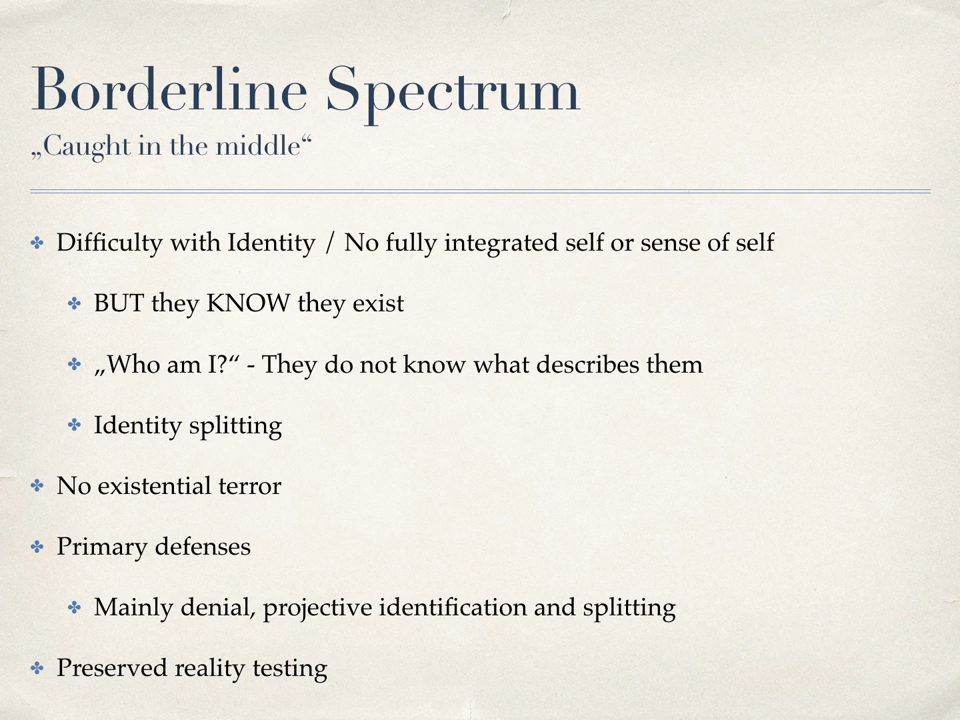 Borderline Spectrum
„Caught in the middle“
Difficulty with Identity / No fully integrated self or sense of self
BUT they KNOW they exist
„Who am I?“ - They do not know what describes them
Identity splitting
No existential terror
Primary defenses
Mainly denial, projective identification and splitting
Preserved reality testing